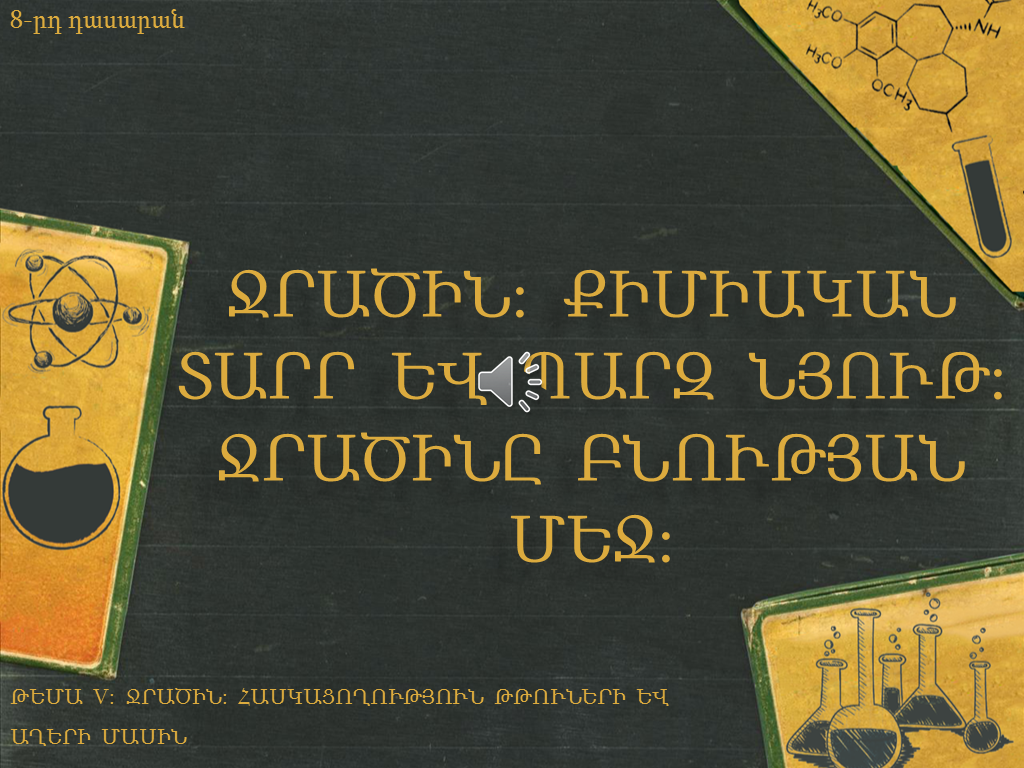 8-րդ դասարան
H₃CO
NH
H₃CO
OCH₃
ՋՐԱԾԻՆ: ՔԻՄԻԱԿԱՆ
ՏԱՐՐ ԵՎ ՊԱՐԶ ՆՅՈՒԹ:
ՋՐԱԾԻՆԸ ԲՆՈՒԹՅԱՆ
ՄԵՋ:
ԹԵՄԱ V: ՋՐԱԾԻՆ: ՀԱՍԿԱՑՈՂՈՒԹՅՈՒՆ ԹԹՈՒՆԵՐԻ ԵՎ
ԱՂԵՐԻ ՄԱՍԻՆ